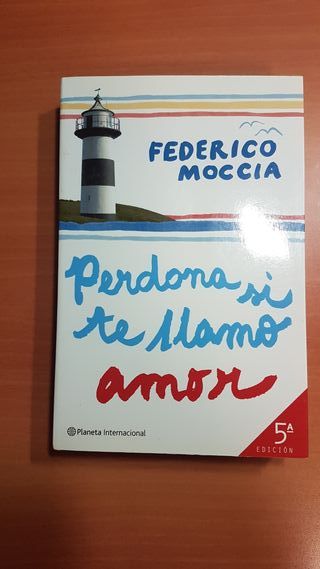 FEDERICO
MOCCIA
Perdona si
te llamo
amor
Planeta Internacional
5ª
EDICIÓN